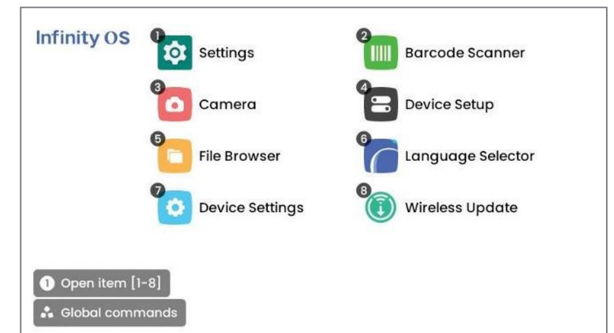 Infinity OS
1 Settings
2 Barcode Scanner
3 Camera
4 Device Setup
5 File Browser
6 Language Selector
7 Device Settings
8 Wireless Update
1 Open item [1-8]
Global commands